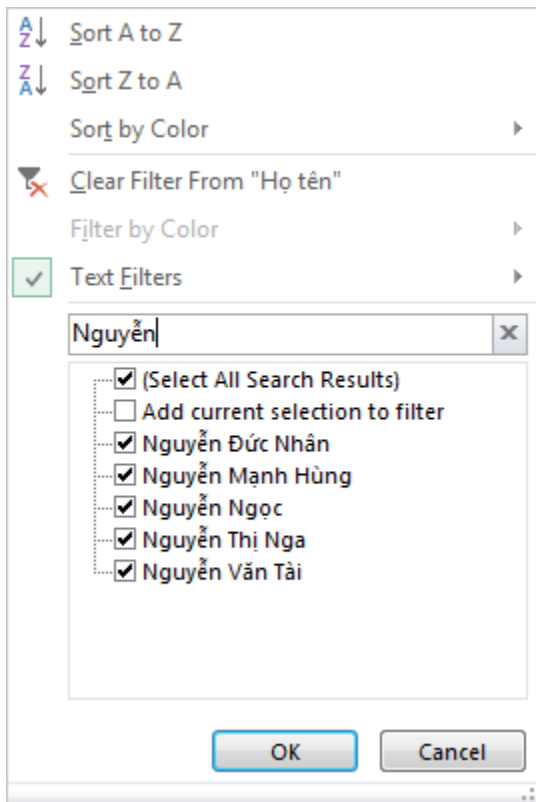 Sort A to Z
Sort Z to A
Sort by Color
Clear Filter From "Họ tên"
Filter by Color
Text Filters
Nguyễn
(Select All Search Results)
Add current selection to filter
Nguyễn Đức Nhân
Nguyễn Mạnh Hùng
Nguyễn Ngọc
Nguyễn Thị Nga
Nguyễn Văn Tài
OK Cancel